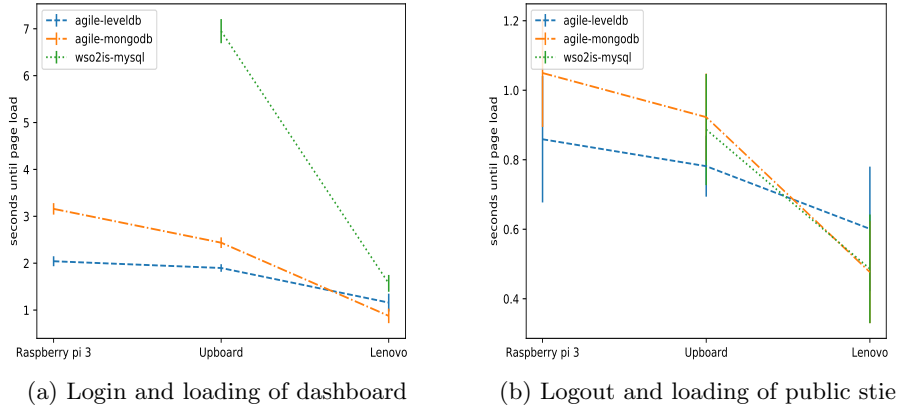 agile-leveldb
agile-mongodb
wso2is-mysql
seconds until page load
7
6
5
4
3
2
1
Raspberry pi 3 Upboard Lenovo
(a) Login and loading of dashboard
agile-leveldb
agile-mongodb
wso2is-mysql
seconds until page load
1.2
1.0
0.8
0.6
0.4
Raspberry pi 3 Upboard Lenovo
(b) Logout and loading of public stie